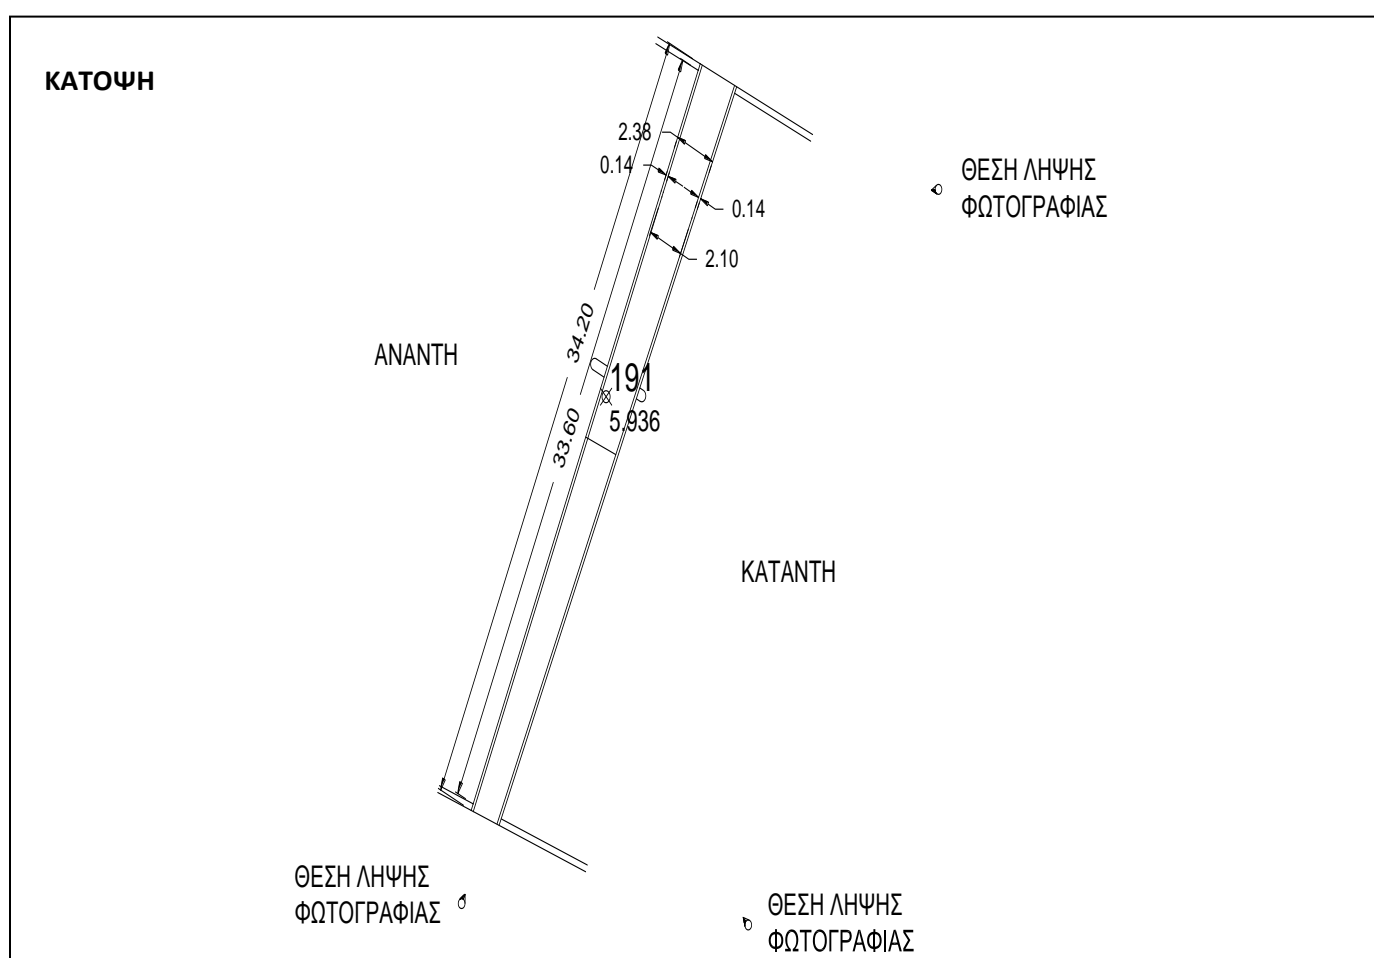 ΚΑΤΟΨΗ
2.38
0.14
0.14
2.10
ΘΕΣΗ ΛΗΨΗΣ
ΦΩΤΟΓΡΑΦΙΑΣ
34.20
33.60
ΑΝΑΝΤΗ
191
5.936
ΚΑΤΑΝΤΗ
ΘΕΣΗ ΛΗΨΗΣ
ΦΩΤΟΓΡΑΦΙΑΣ
ΘΕΣΗ ΛΗΨΗΣ
ΦΩΤΟΓΡΑΦΙΑΣ